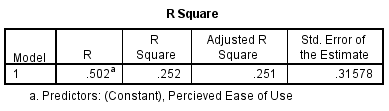 R Square
Model R R Square Adjusted R Square Std. Error of the Estimate
1 .502a .252 .251 .31578
a. Predictors: (Constant), Percieved Ease of Use